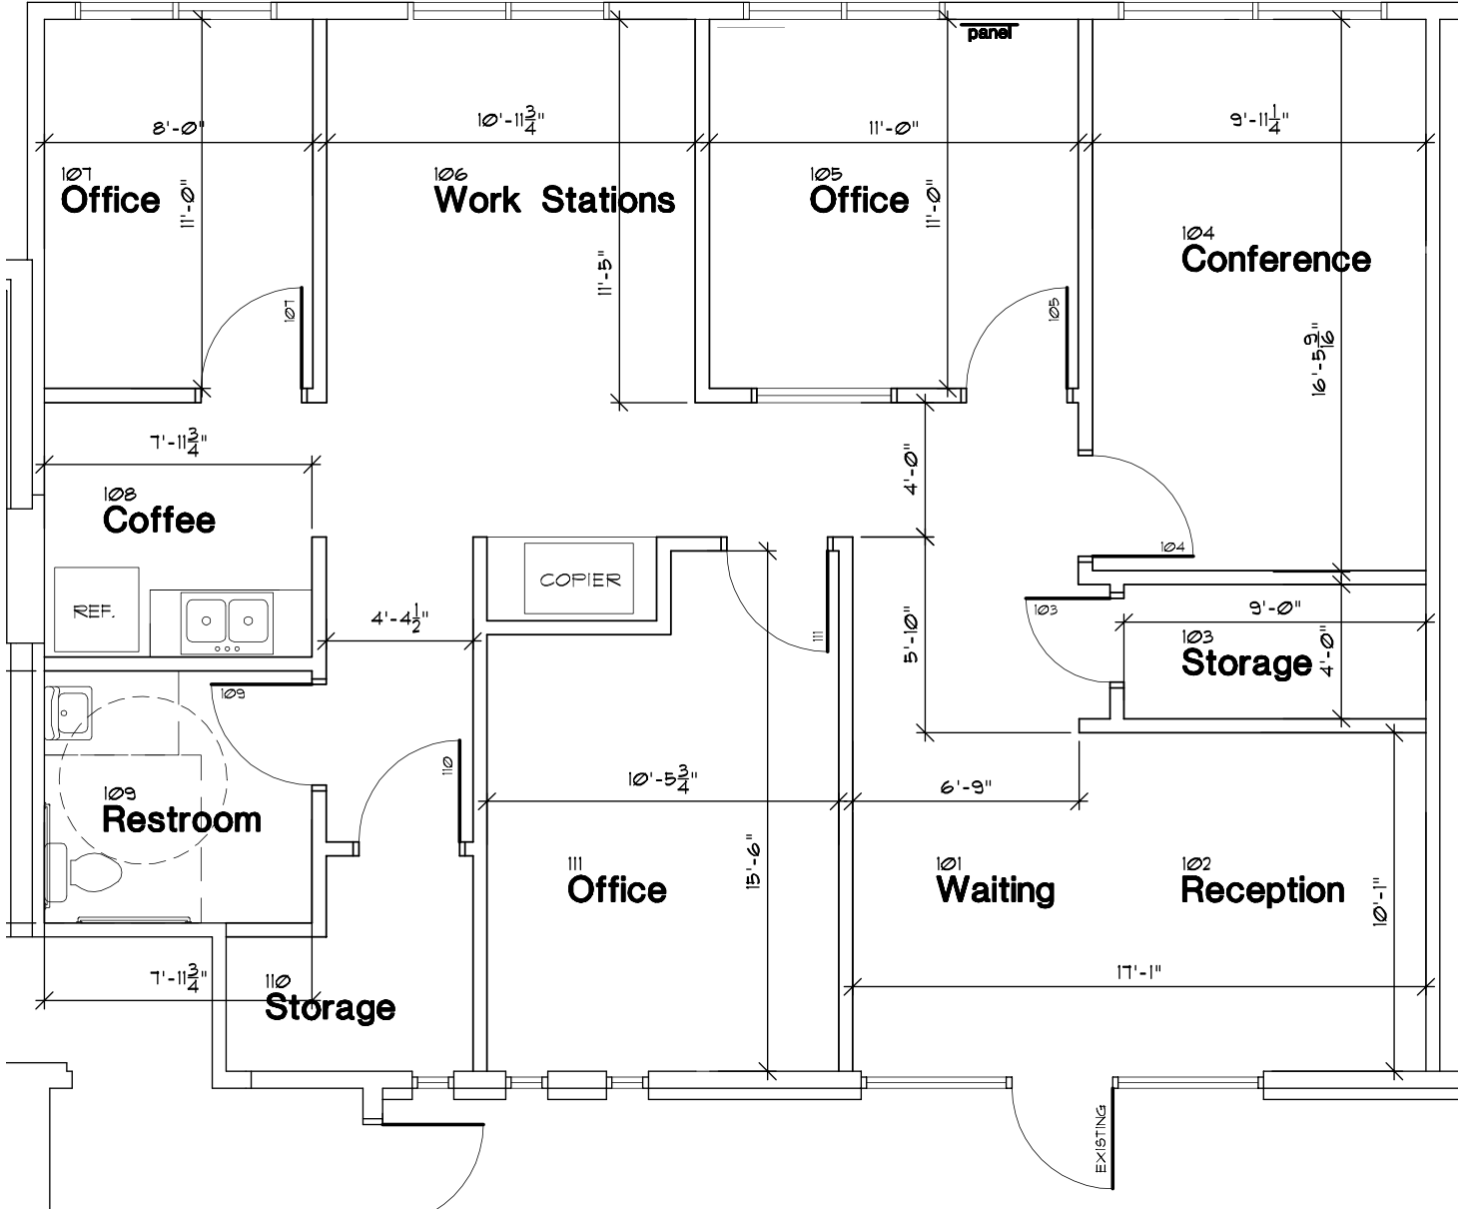 panel
8'-0"
10'-11 3/4"
11'-0"
9'-11 1/4"
107
Office
11'-0"
106
Work Stations
11'-5"
105
Office
11'-0"
104
Conference
16'-5 9/16"
107
105
7'-11 3/4"
4'-0"
108
Coffee
104
REF.
COPIER
4'-4 1/2"
111
5'-10"
103
9'-0"
103
Storage
4'-0"
109
110
10'-5 3/4"
6'-9"
109
Restroom
15'-6"
111
Office
101
Waiting
102
Reception
10'-1"
7'-11 3/4"
110
Storage
17'-1"
EXISTING